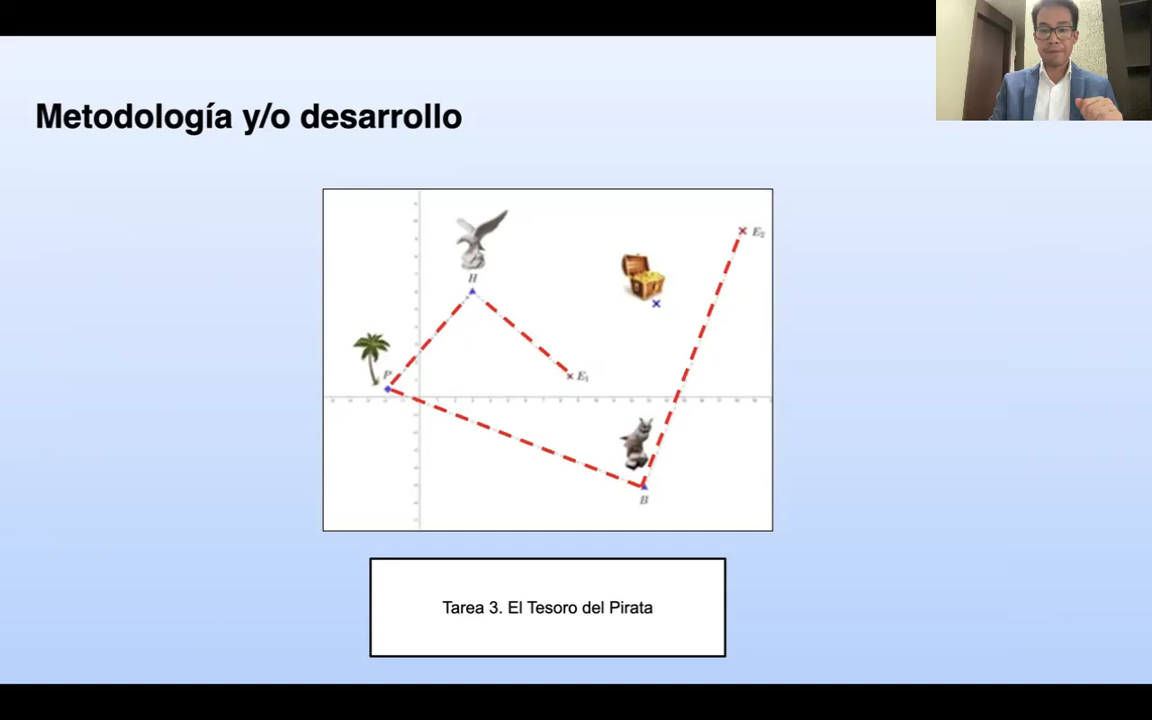 Metodología y/o desarrollo
E₂
H
P
E₁
B
Tarea 3. El Tesoro del Pirata